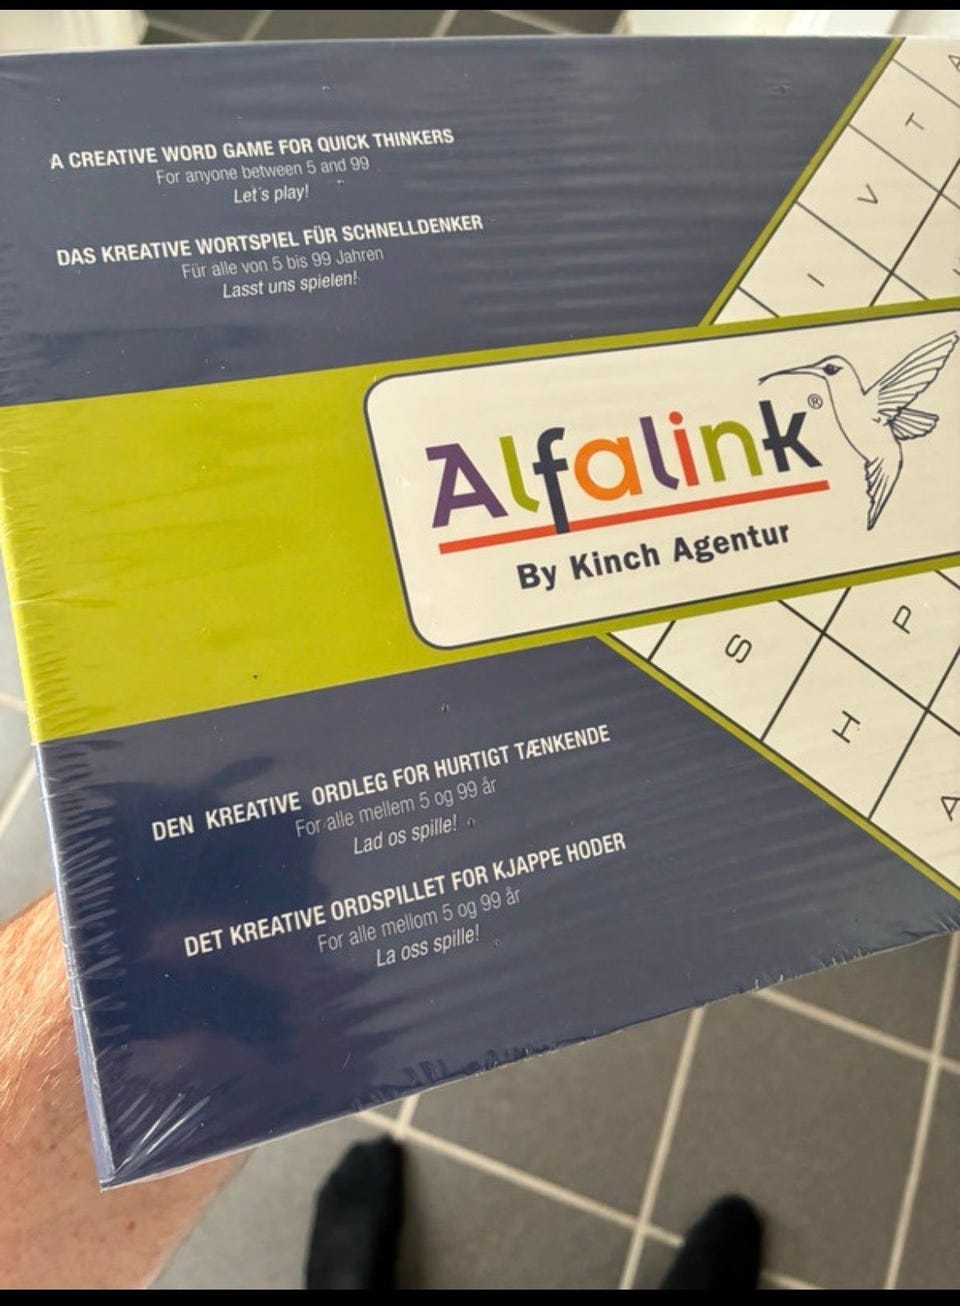 A CREATIVE WORD GAME FOR QUICK THINKERS
For anyone between 5 and 99
Let's play!
DAS KREATIVE WORTSPIEL FÜR SCHNELLDENKER
Für alle von 5 bis 99 Jahren
Lasst uns spielen!
A
T
V
I
Alfalink®
By Kinch Agentur
S
P
H
A
DEN KREATIVE ORDLEG FOR HURTIGT TÆNKENDE
For alle mellem 5 og 99 år
Lad os spille!
DET KREATIVE ORDSPILLET FOR KJAPPE HODER
For alle mellom 5 og 99 år
La oss spille!